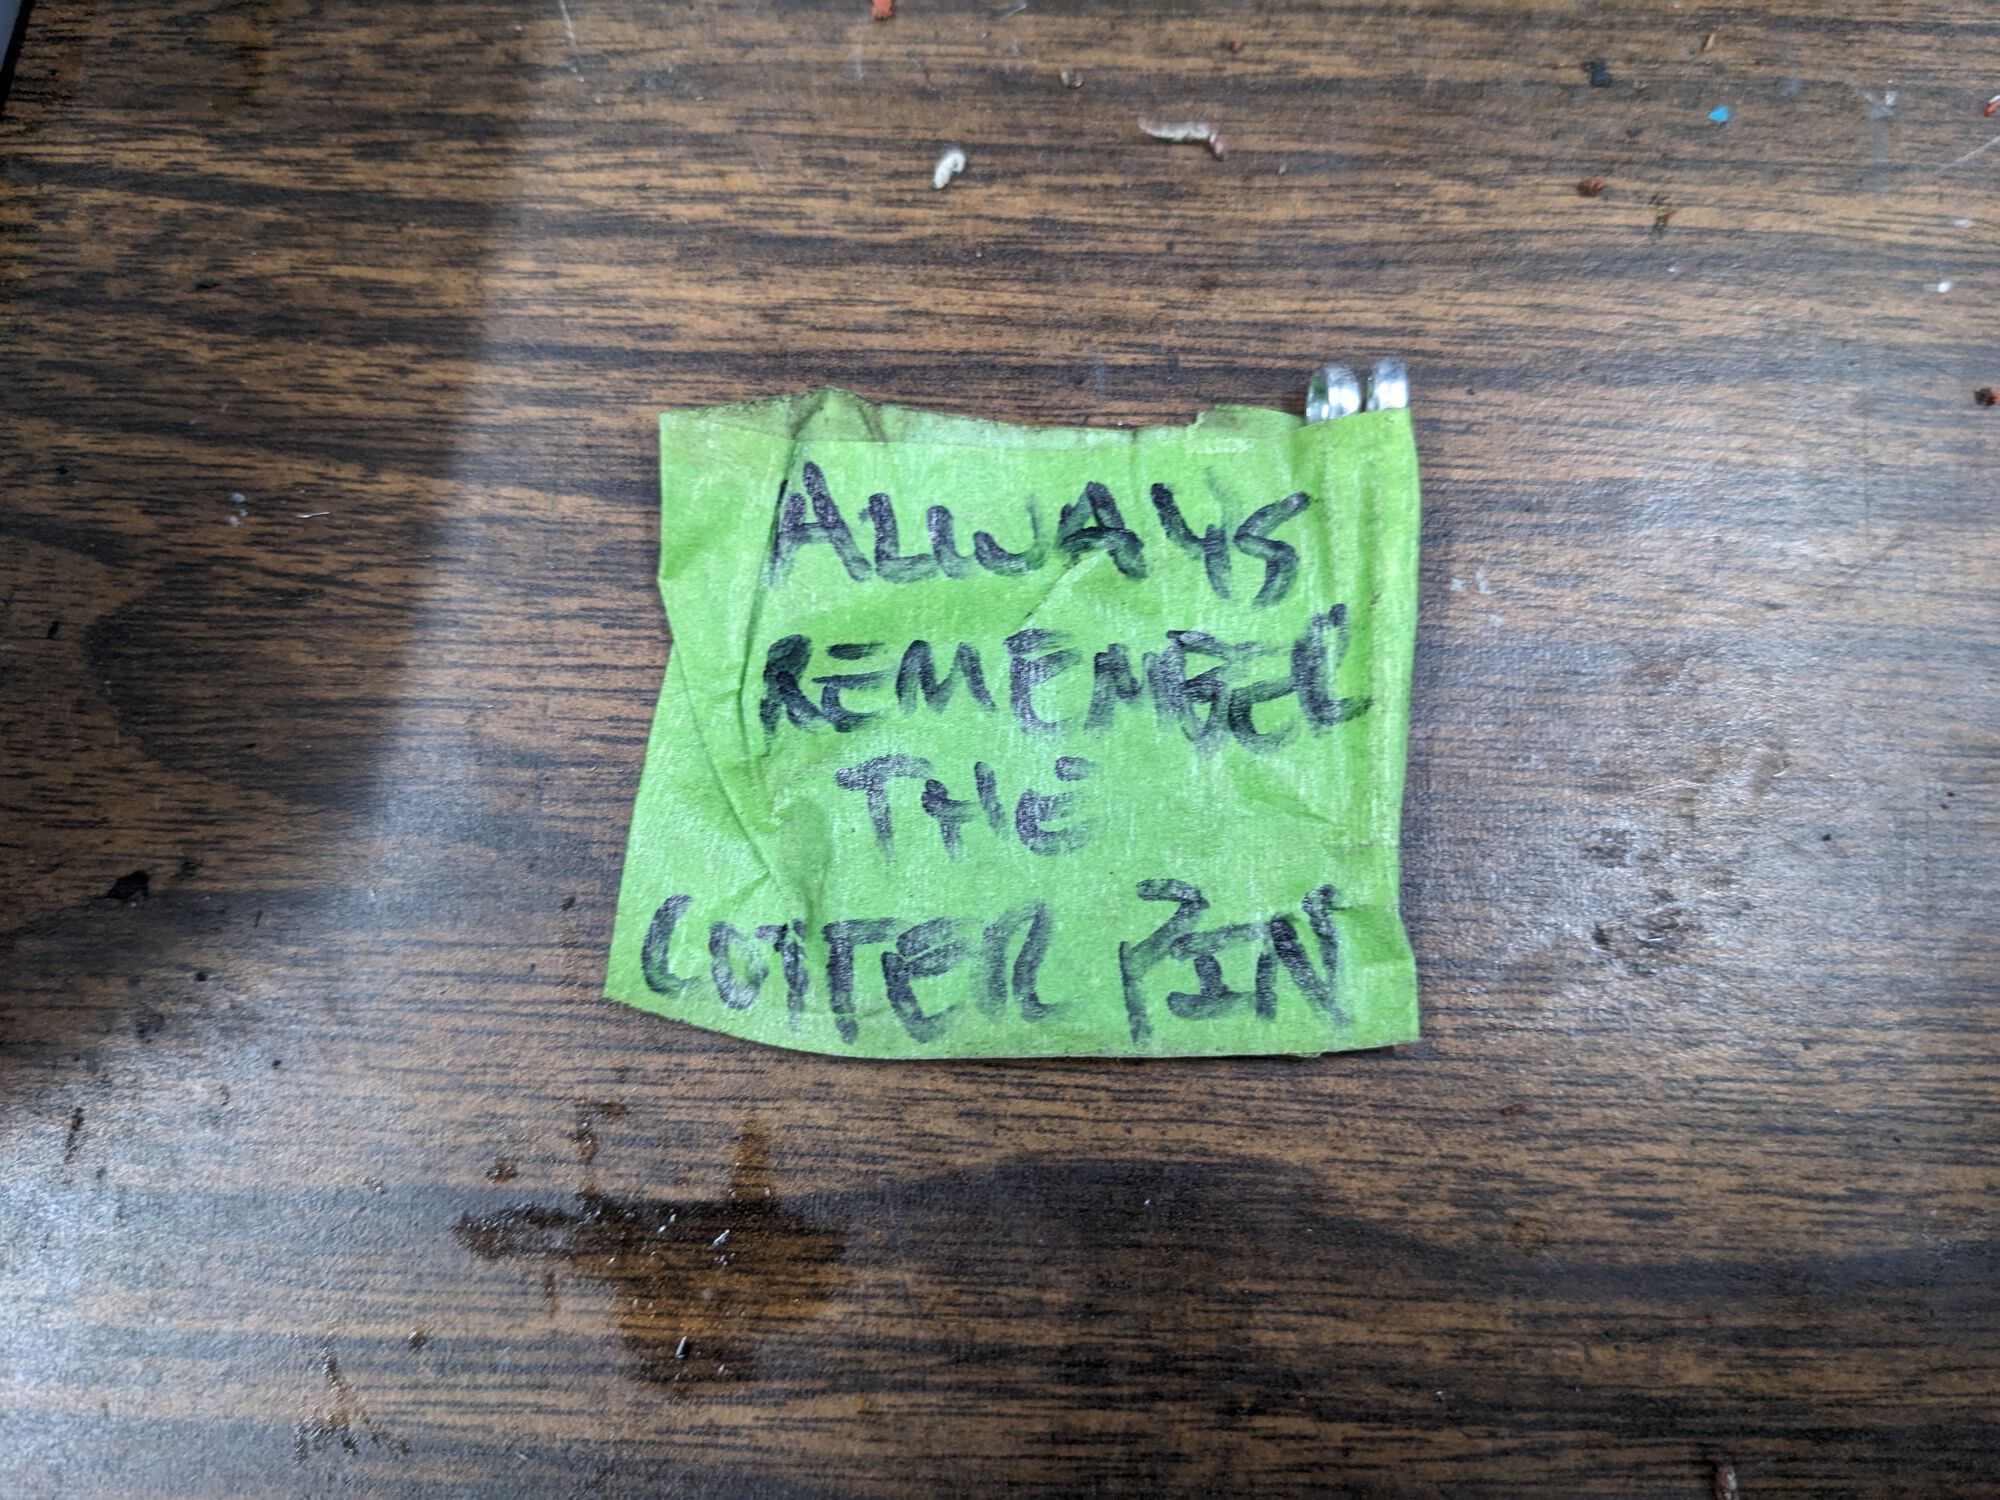 ALWAYS
REMEMBER
THE
COTTER PIN